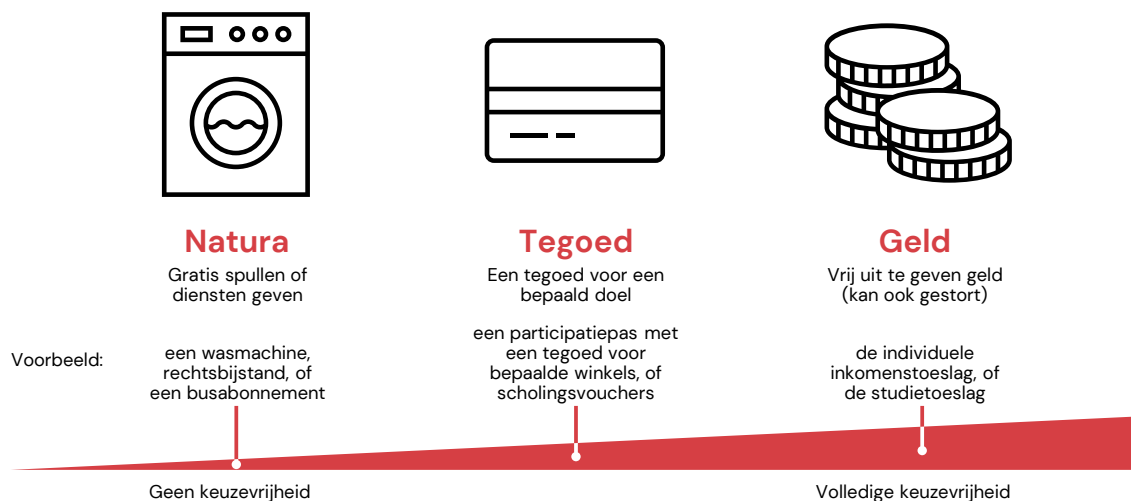 Natura
Gratis spullen of
diensten geven
Tegoed
Een tegoed voor een
bepaald doel
Geld
Vrij uit te geven geld
(kan ook gestort)
Voorbeeld:
een wasmachine,
rechtsbijstand, of
een busabonnement
een participatiepas met
een tegoed voor
bepaalde winkels, of
scholingsvouchers
de individuele
inkomenstoeslag, of
de studietoeslag
Geen keuzevrijheid
Volledige keuzevrijheid